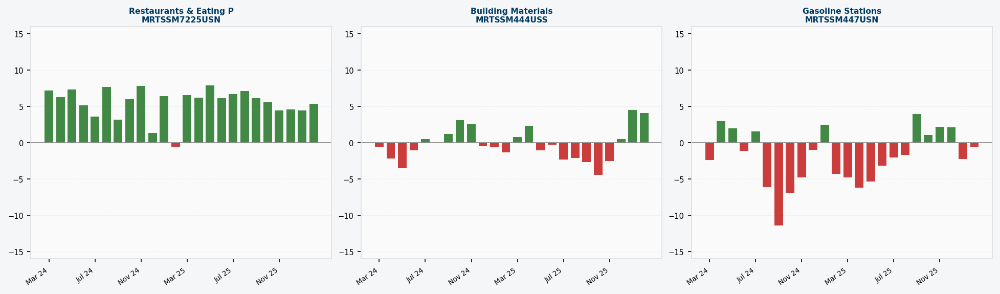 Restaurants & Eating P
MRTSSM7225USN
15
10
5
0
−5
−10
−15
Mar 24
Jul 24
Nov 24
Mar 25
Jul 25
Nov 25
Building Materials
MRTSSM444USS
15
10
5
0
−5
−10
−15
Mar 24
Jul 24
Nov 24
Mar 25
Jul 25
Nov 25
Gasoline Stations
MRTSSM447USN
15
10
5
0
−5
−10
−15
Mar 24
Jul 24
Nov 24
Mar 25
Jul 25
Nov 25